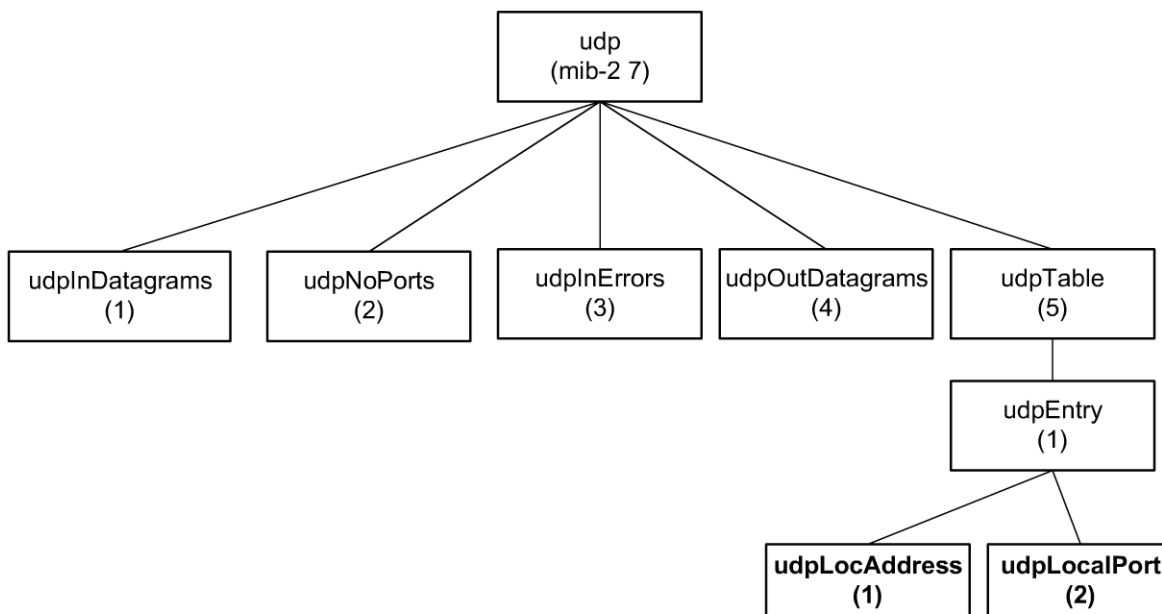 udp
(mib-2 7)
udpInDatagrams
(1)
udpNoPorts
(2)
udpInErrors
(3)
udpOutDatagrams
(4)
udpTable
(5)
udpEntry
(1)
udpLocAddress
(1)
udpLocalPort
(2)